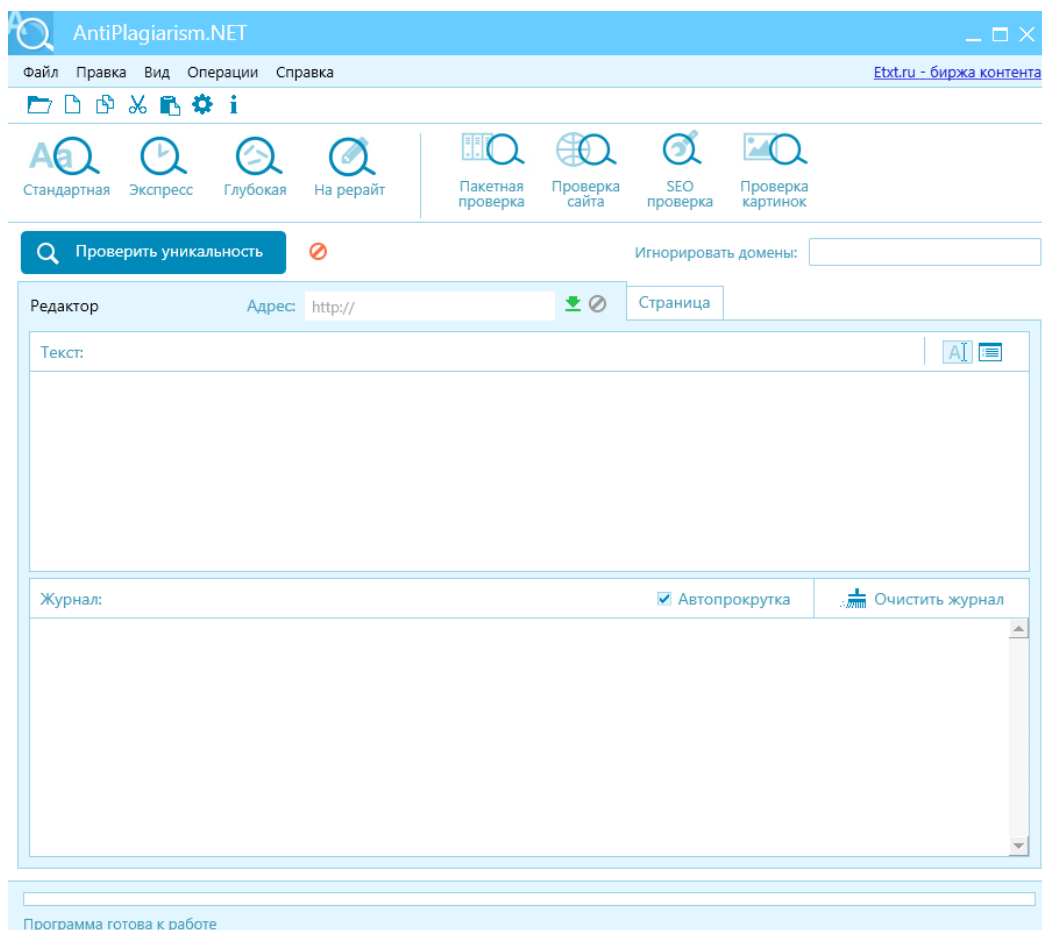 AntiPlagiarism.NET
Файл Правка Вид Операции Справка Etxt.ru - биржа контента
Aa
Стандартная Экспресс Глубокая На рерайт Пакетная проверка Проверка сайта SEO проверка Проверка картинок
Проверить уникальность Игнорировать домены:
Редактор Адрес: http:// Страница
Текст: A
Журнал: Автопрокрутка Очистить журнал
Программа готова к работе